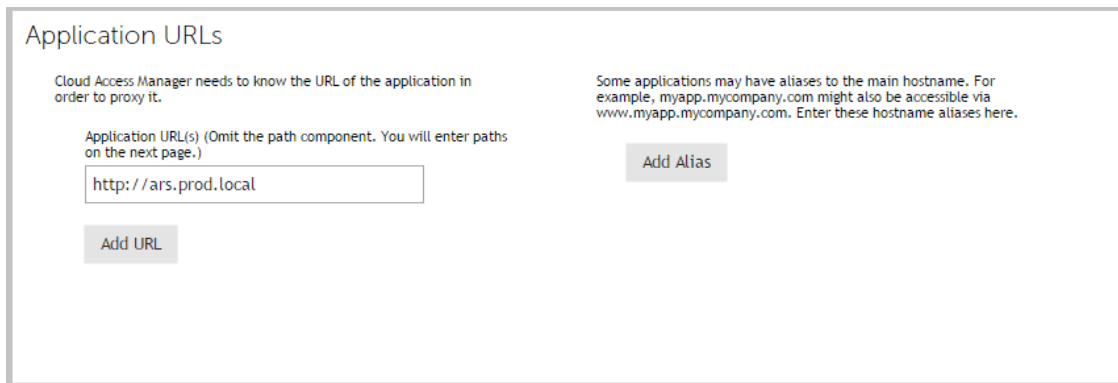 Application URLs
Cloud Access Manager needs to know the URL of the application in
order to proxy it.
Application URL(s) (Omit the path component. You will enter paths
on the next page.)
http://ars.prod.local
Add URL
Some applications may have aliases to the main hostname. For
example, myapp.mycompany.com might also be accessible via
www.myapp.mycompany.com. Enter these hostname aliases here.
Add Alias